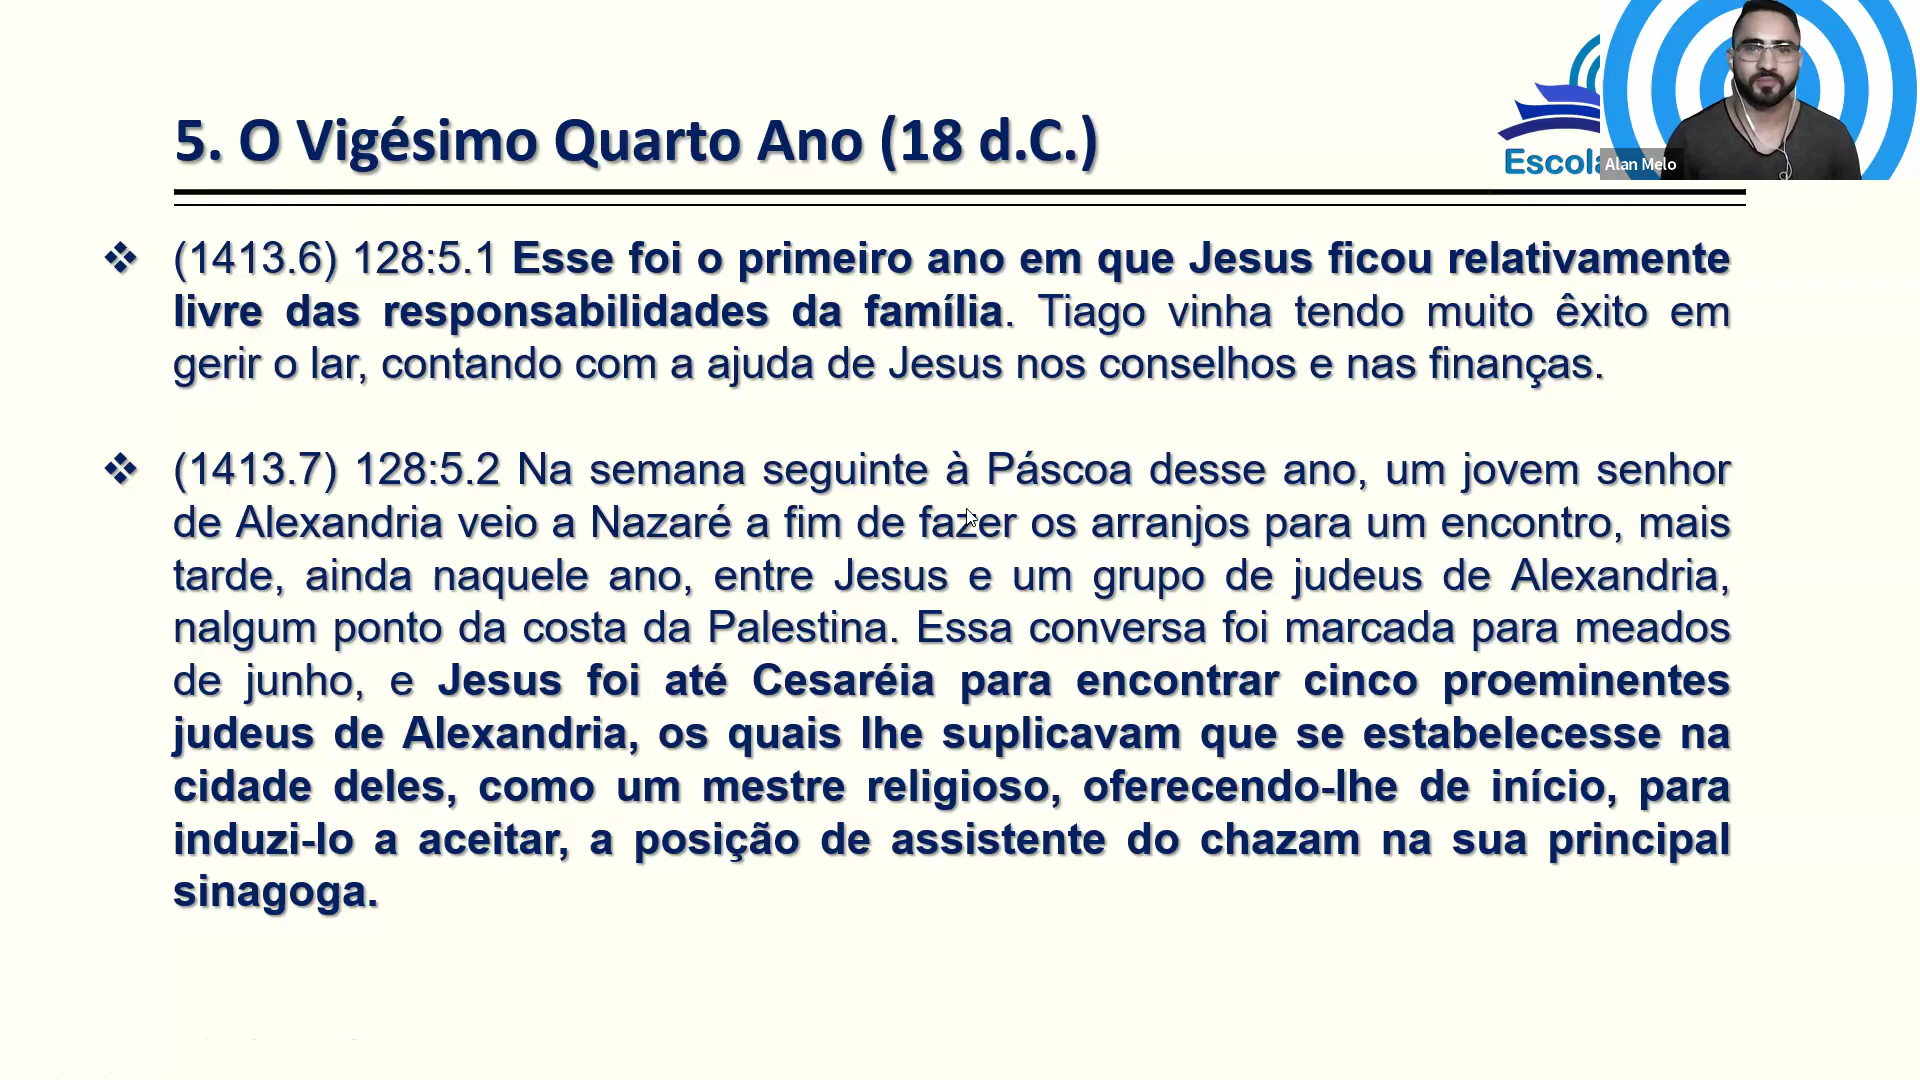 5. O Vigésimo Quarto Ano (18 d.C.)
Escola
Alan Melo
(1413.6) 128:5.1 Esse foi o primeiro ano em que Jesus ficou relativamente
livre das responsabilidades da família. Tiago vinha tendo muito êxito em
gerir o lar, contando com a ajuda de Jesus nos conselhos e nas finanças.
(1413.7) 128:5.2 Na semana seguinte à Páscoa desse ano, um jovem senhor
de Alexandria veio a Nazaré a fim de fazer os arranjos para um encontro, mais
tarde, ainda naquele ano, entre Jesus e um grupo de judeus de Alexandria,
nalgum ponto da costa da Palestina. Essa conversa foi marcada para meados
de junho, e Jesus foi até Cesaréia para encontrar cinco proeminentes
judeus de Alexandria, os quais lhe suplicavam que se estabelecesse na
cidade deles, como um mestre religioso, oferecendo-lhe de início, para
induzi-lo a aceitar, a posição de assistente do chazam na sua principal
sinagoga.